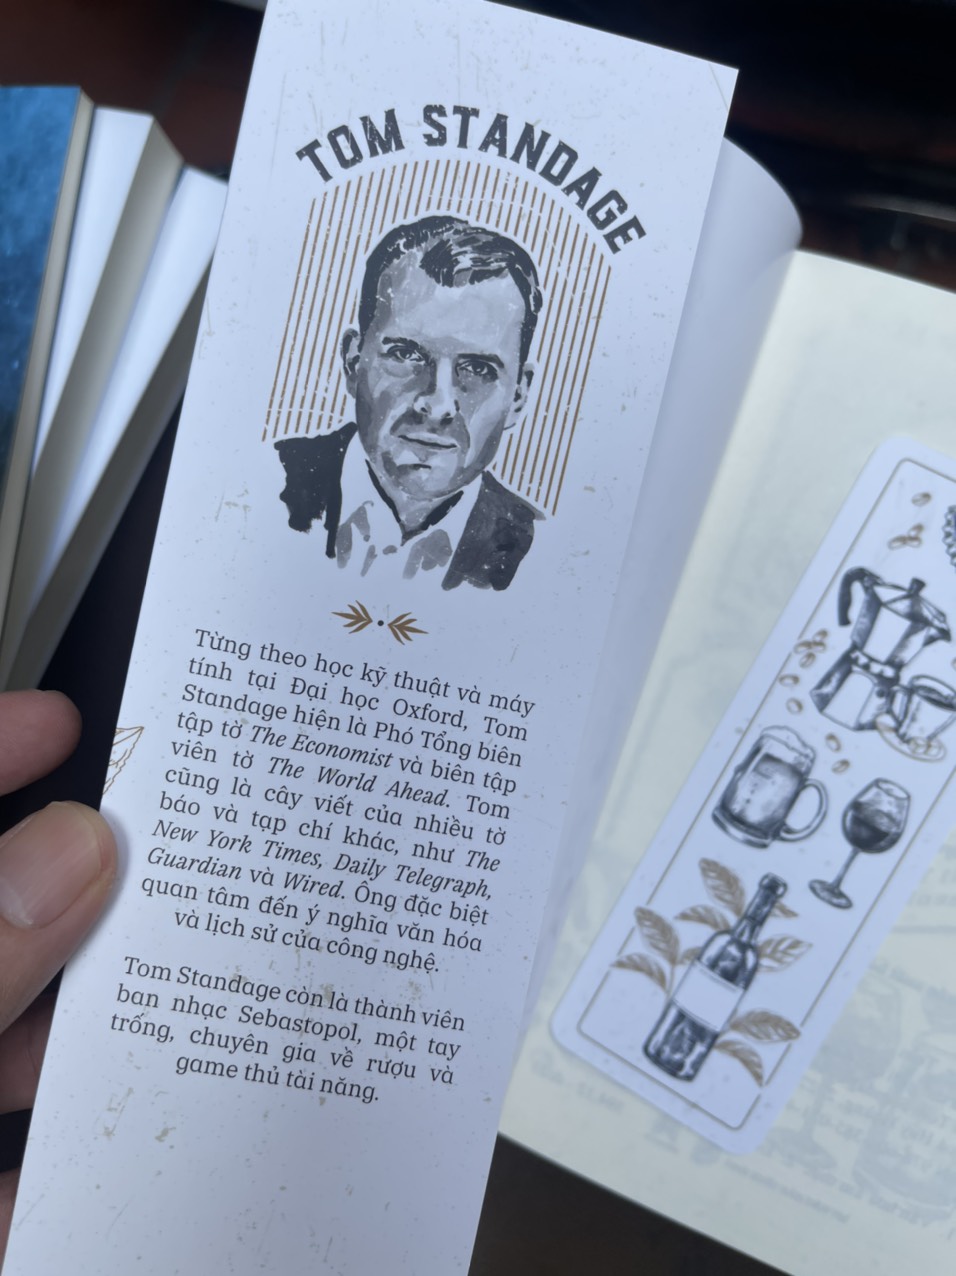 TOM STANDAGE
Từng theo học kỹ thuật và máy
tính tại Đại học Oxford, Tom
Standage hiện là Phó Tổng biên
tập tờ The Economist và biên tập
viên tờ The World Ahead. Tom
cũng là cây viết của nhiều tờ
báo và tạp chí khác, như The
New York Times, Daily Telegraph,
Guardian và Wired. Ông đặc biệt
quan tâm đến ý nghĩa văn hóa
và lịch sử của công nghệ.
Tom Standage còn là thành viên
ban nhạc Sebastopol, một tay
trống, chuyên gia về rượu và
game thủ tài năng.